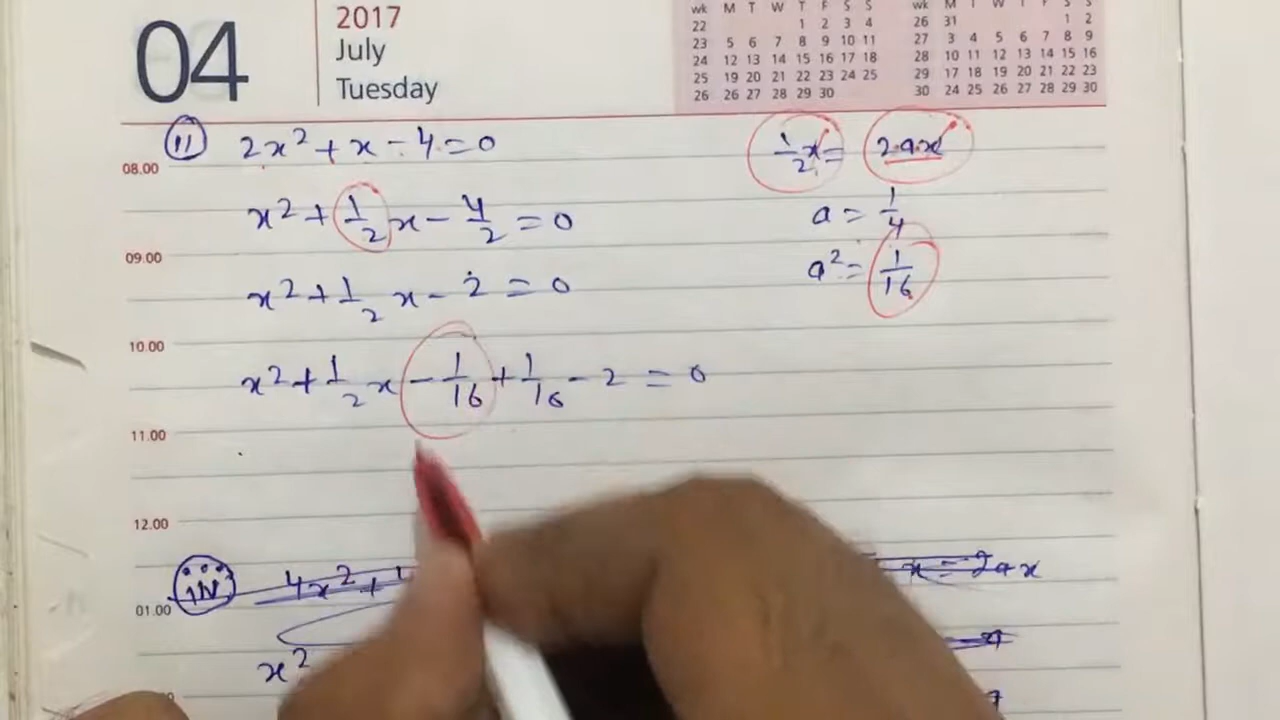 04
2017
July
Tuesday
wk M T W T F S S
22 1 2 3 4
23 5 6 7 8 9 10 11
24 12 13 14 15 16 17 18
25 19 20 21 22 23 24 25
26 26 27 28 29 30
wk M T W T F S S
26 31 1 2
27 3 4 5 6 7 8 9
28 10 11 12 13 14 15 16
29 17 18 19 20 21 22 23
30 24 25 26 27 28 29 30
(11) 2x² + x - 4 = 0
1/2 x = 2·a·x
08.00
x² + 1/2 x - 4/2 = 0
a = 1/4
09.00
x² + 1/2 x - 2 = 0
a² = 1/16
10.00
x² + 1/2 x - 1/16 + 1/16 - 2 = 0
11.00
12.00
4x² +
x = 2ax
01.00
x²